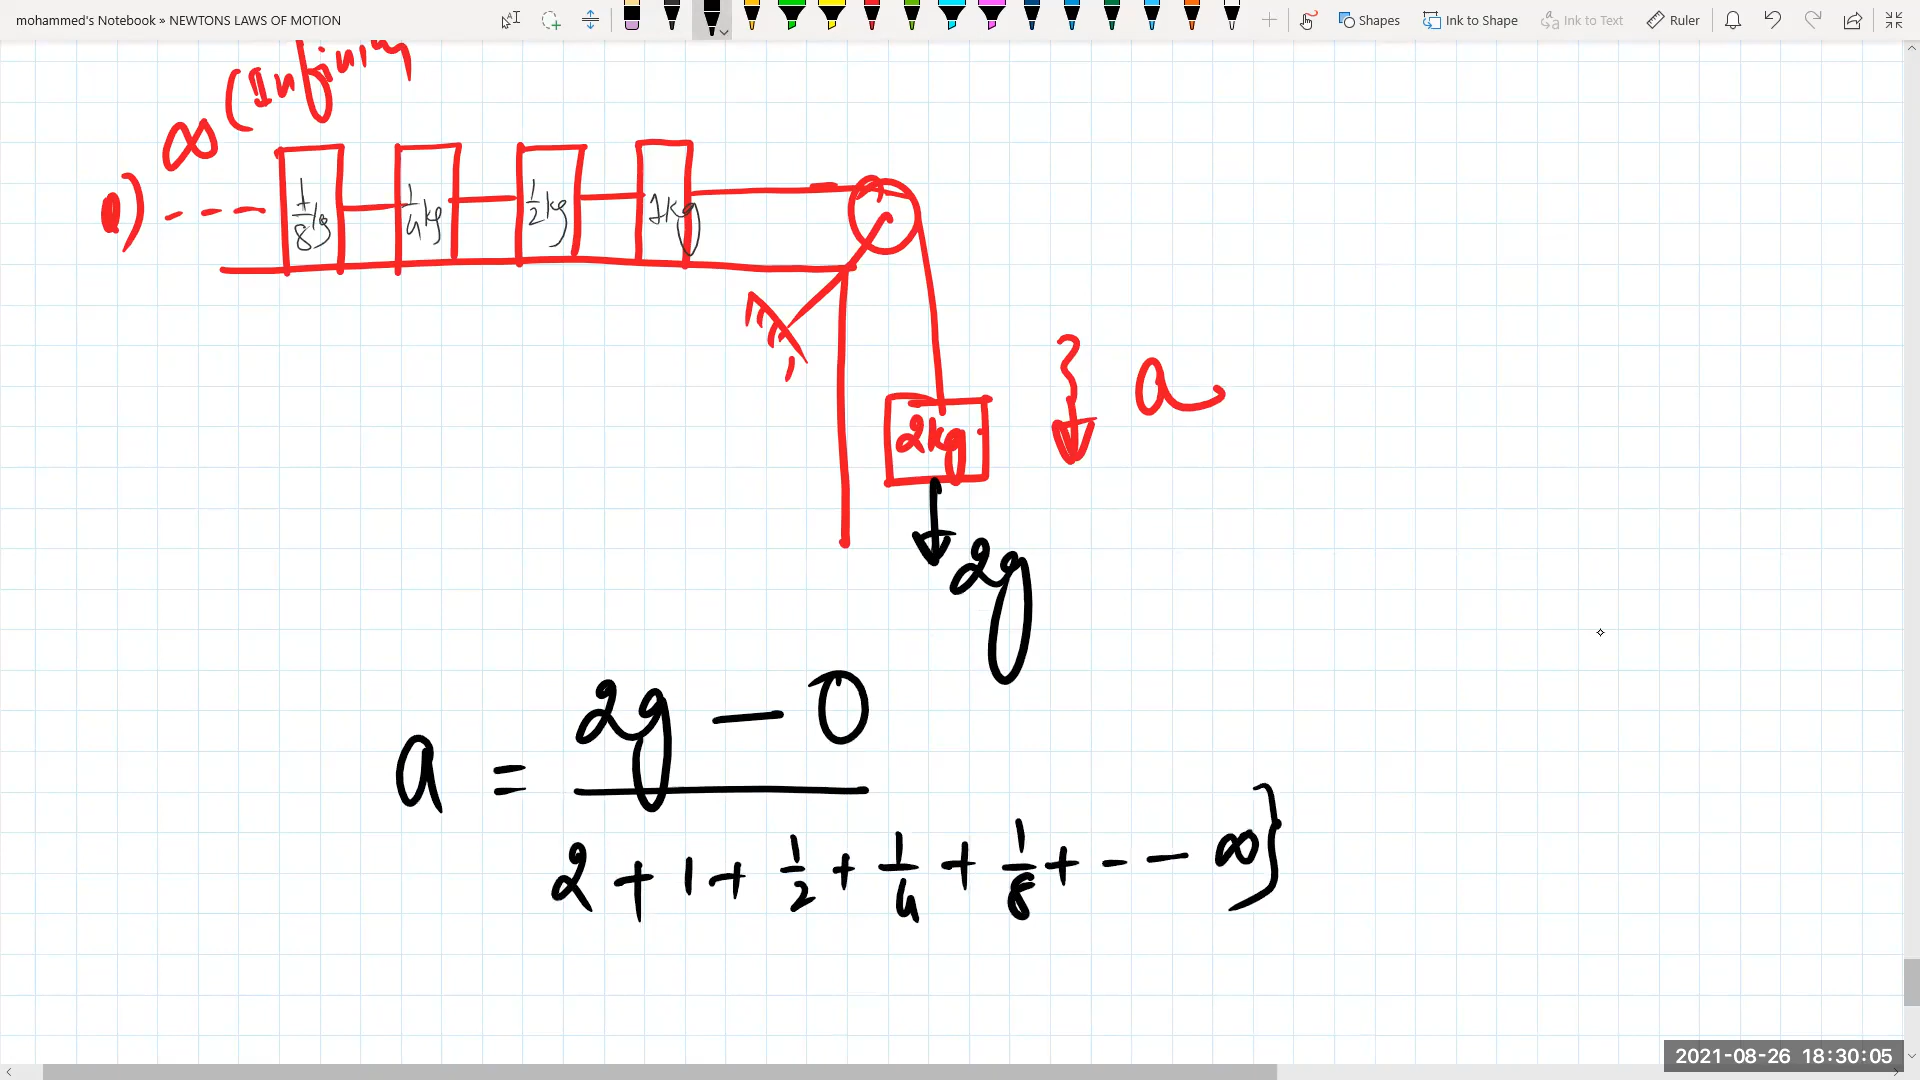 mohammed's Notebook » NEWTONS LAWS OF MOTION
Shapes
Ink to Shape
Ink to Text
Ruler
∞ (Infinity
Q) - - - 1/8 kg 1/4 kg 1/2 kg 1kg
2kg a
2g
a = (2g - 0) / (2 + 1 + 1/2 + 1/4 + 1/8 + - - ∞}
2021-08-26 18:30:05